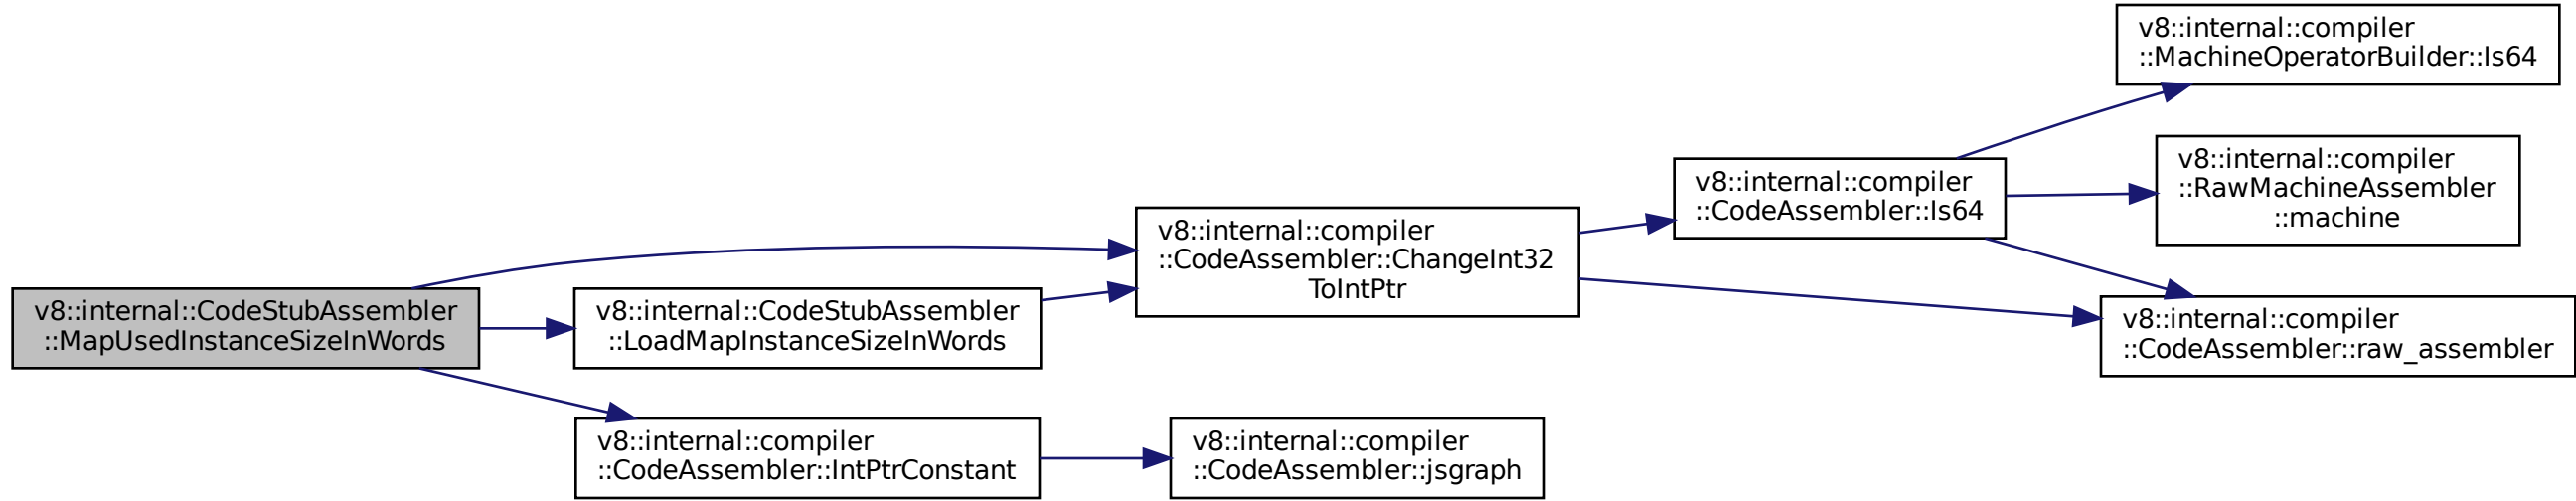 v8::internal::CodeStubAssembler
::MapUsedInstanceSizeInWords
v8::internal::compiler
::CodeAssembler::ChangeInt32
ToIntPtr
v8::internal::CodeStubAssembler
::LoadMapInstanceSizeInWords
v8::internal::compiler
::CodeAssembler::IntPtrConstant
v8::internal::compiler
::CodeAssembler::Is64
v8::internal::compiler
::MachineOperatorBuilder::Is64
v8::internal::compiler
::RawMachineAssembler
::machine
v8::internal::compiler
::CodeAssembler::raw_assembler
v8::internal::compiler
::CodeAssembler::jsgraph